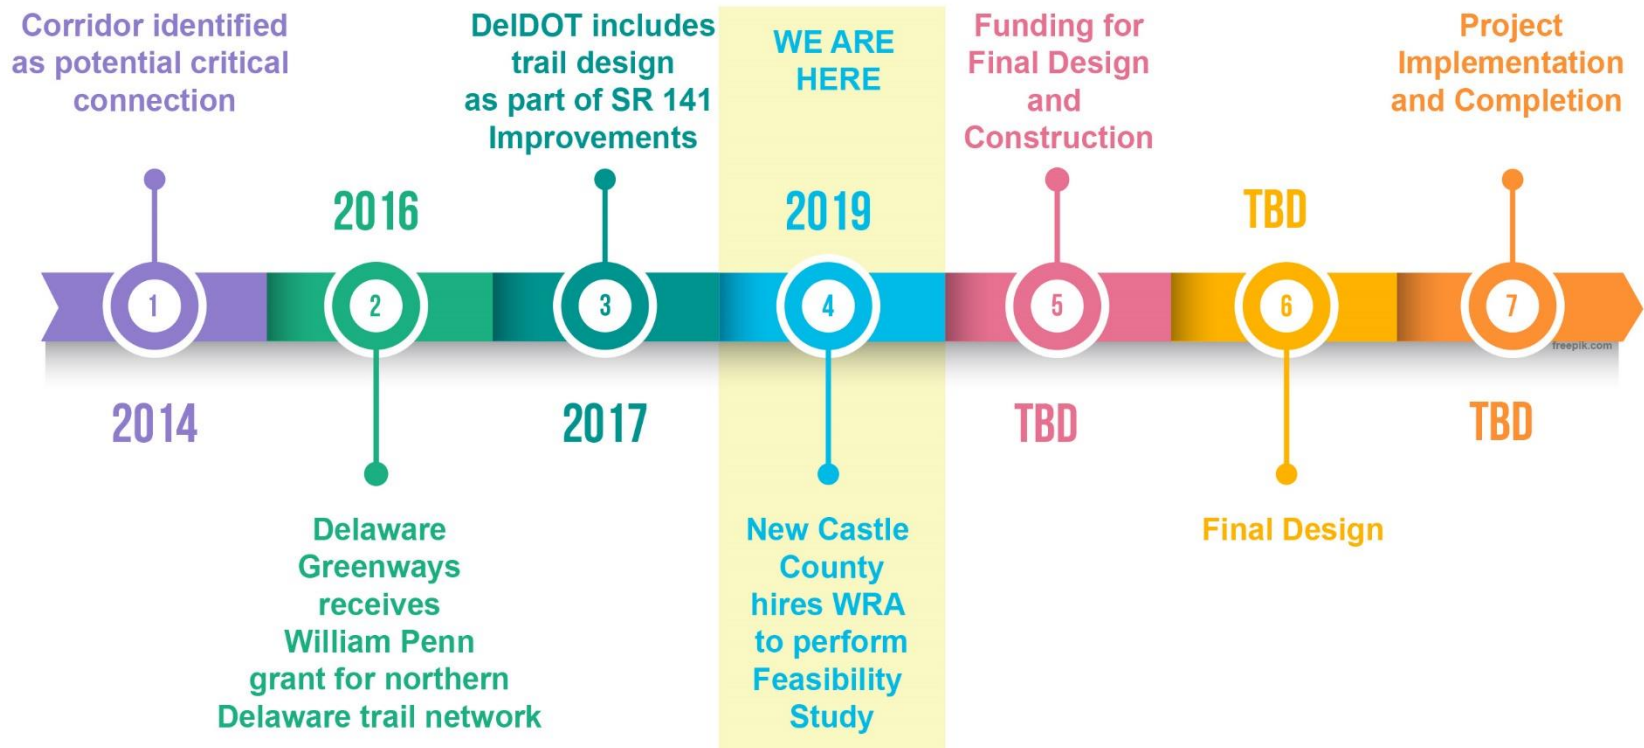 Corridor identified
as potential critical
connection
2014
1
2016
2
Delaware
Greenways
receives
William Penn
grant for northern
Delaware trail network
DelDOT includes
trail design
as part of SR 141
Improvements
3
2017
WE ARE
HERE
2019
4
New Castle
County
hires WRA
to perform
Feasibility
Study
Funding for
Final Design
and
Construction
5
TBD
TBD
6
Final Design
Project
Implementation
and Completion
7
TBD
freepik.com